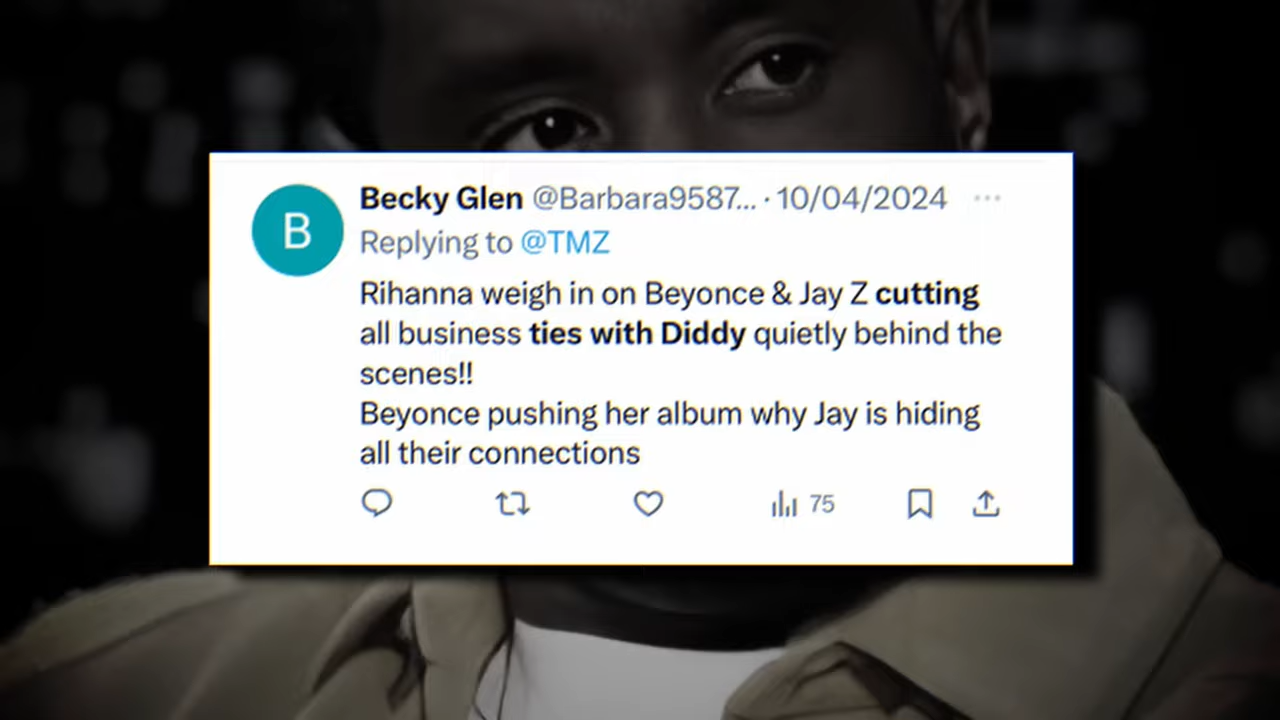 B
Becky Glen @Barbara9587... · 10/04/2024 ...
Replying to @TMZ
Rihanna weigh in on Beyonce & Jay Z cutting
all business ties with Diddy quietly behind the
scenes!!
Beyonce pushing her album why Jay is hiding
all their connections
75